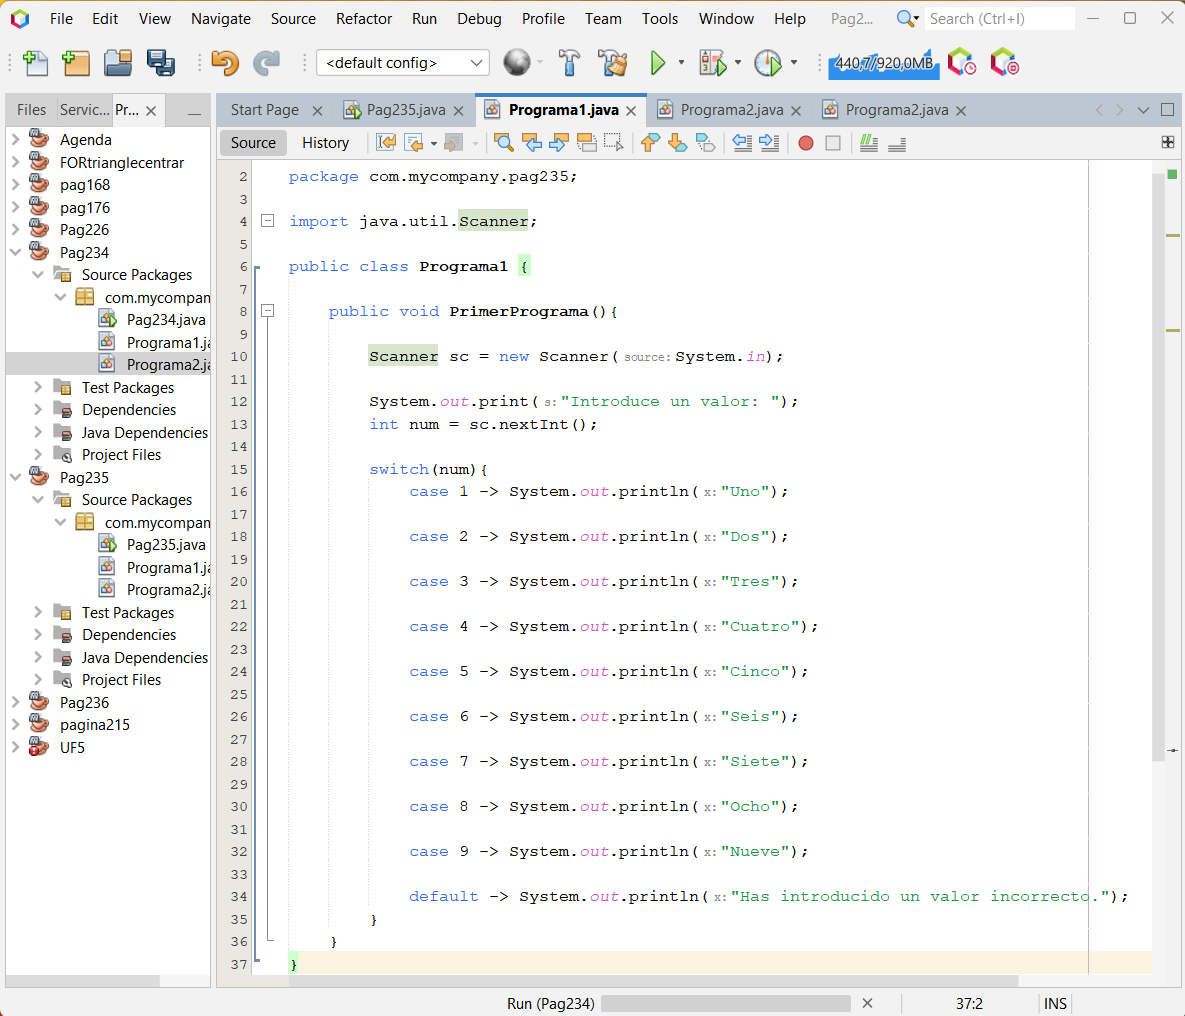 File Edit View Navigate Source Refactor Run Debug Profile Team Tools Window Help Pag2... Search (Ctrl+I)
<default config> 440,7/920,0MB
Files Servic... Pr...
Start Page Pag235.java Programa1.java Programa2.java Programa2.java
Source History
Agenda
FORtrianglecentrar
pag168
pag176
Pag226
Pag234
Source Packages
com.mycompan
Pag234.java
Programa1.ja
Programa2.ja
Test Packages
Dependencies
Java Dependencies
Project Files
Pag235
Source Packages
com.mycompan
Pag235.java
Programa1.ja
Programa2.ja
Test Packages
Dependencies
Java Dependencies
Project Files
Pag236
pagina215
UF5
2 package com.mycompany.pag235;
3
4 import java.util.Scanner;
5
6 public class Programa1 {
7
8 public void PrimerPrograma(){
9
10 Scanner sc = new Scanner(source:System.in);
11
12 System.out.print(s:"Introduce un valor: ");
13 int num = sc.nextInt();
14
15 switch(num){
16 case 1 -> System.out.println(x:"Uno");
17
18 case 2 -> System.out.println(x:"Dos");
19
20 case 3 -> System.out.println(x:"Tres");
21
22 case 4 -> System.out.println(x:"Cuatro");
23
24 case 5 -> System.out.println(x:"Cinco");
25
26 case 6 -> System.out.println(x:"Seis");
27
28 case 7 -> System.out.println(x:"Siete");
29
30 case 8 -> System.out.println(x:"Ocho");
31
32 case 9 -> System.out.println(x:"Nueve");
33
34 default -> System.out.println(x:"Has introducido un valor incorrecto.");
35 }
36 }
37 }
Run (Pag234) 37:2 INS